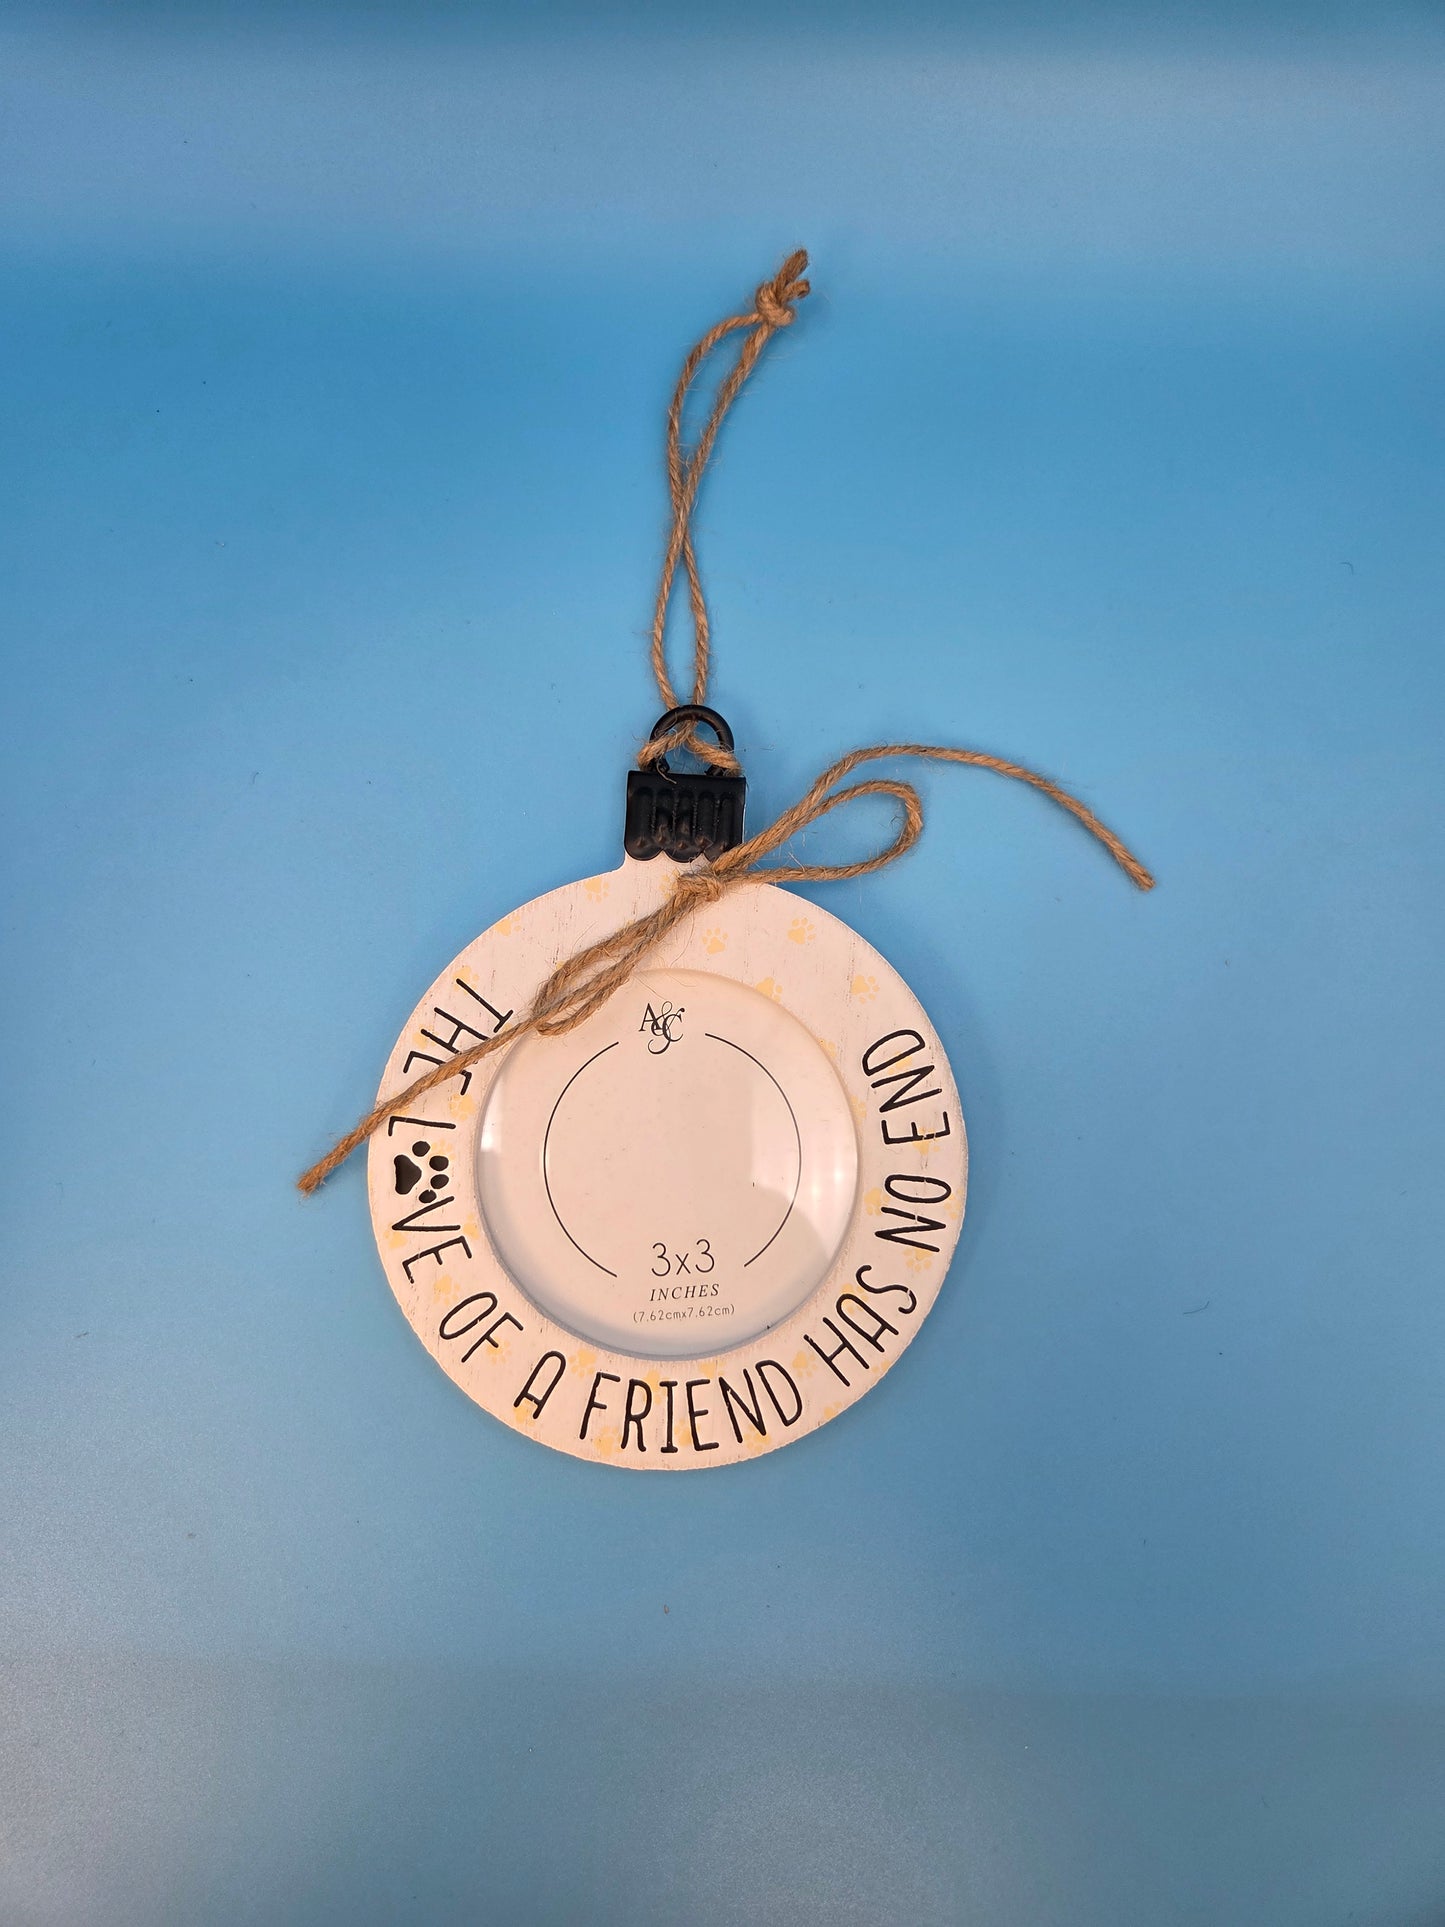 THE LOVE OF A FRIEND HAS NO END
A&C
3x3
INCHES
(7.62cmx7.62cm)